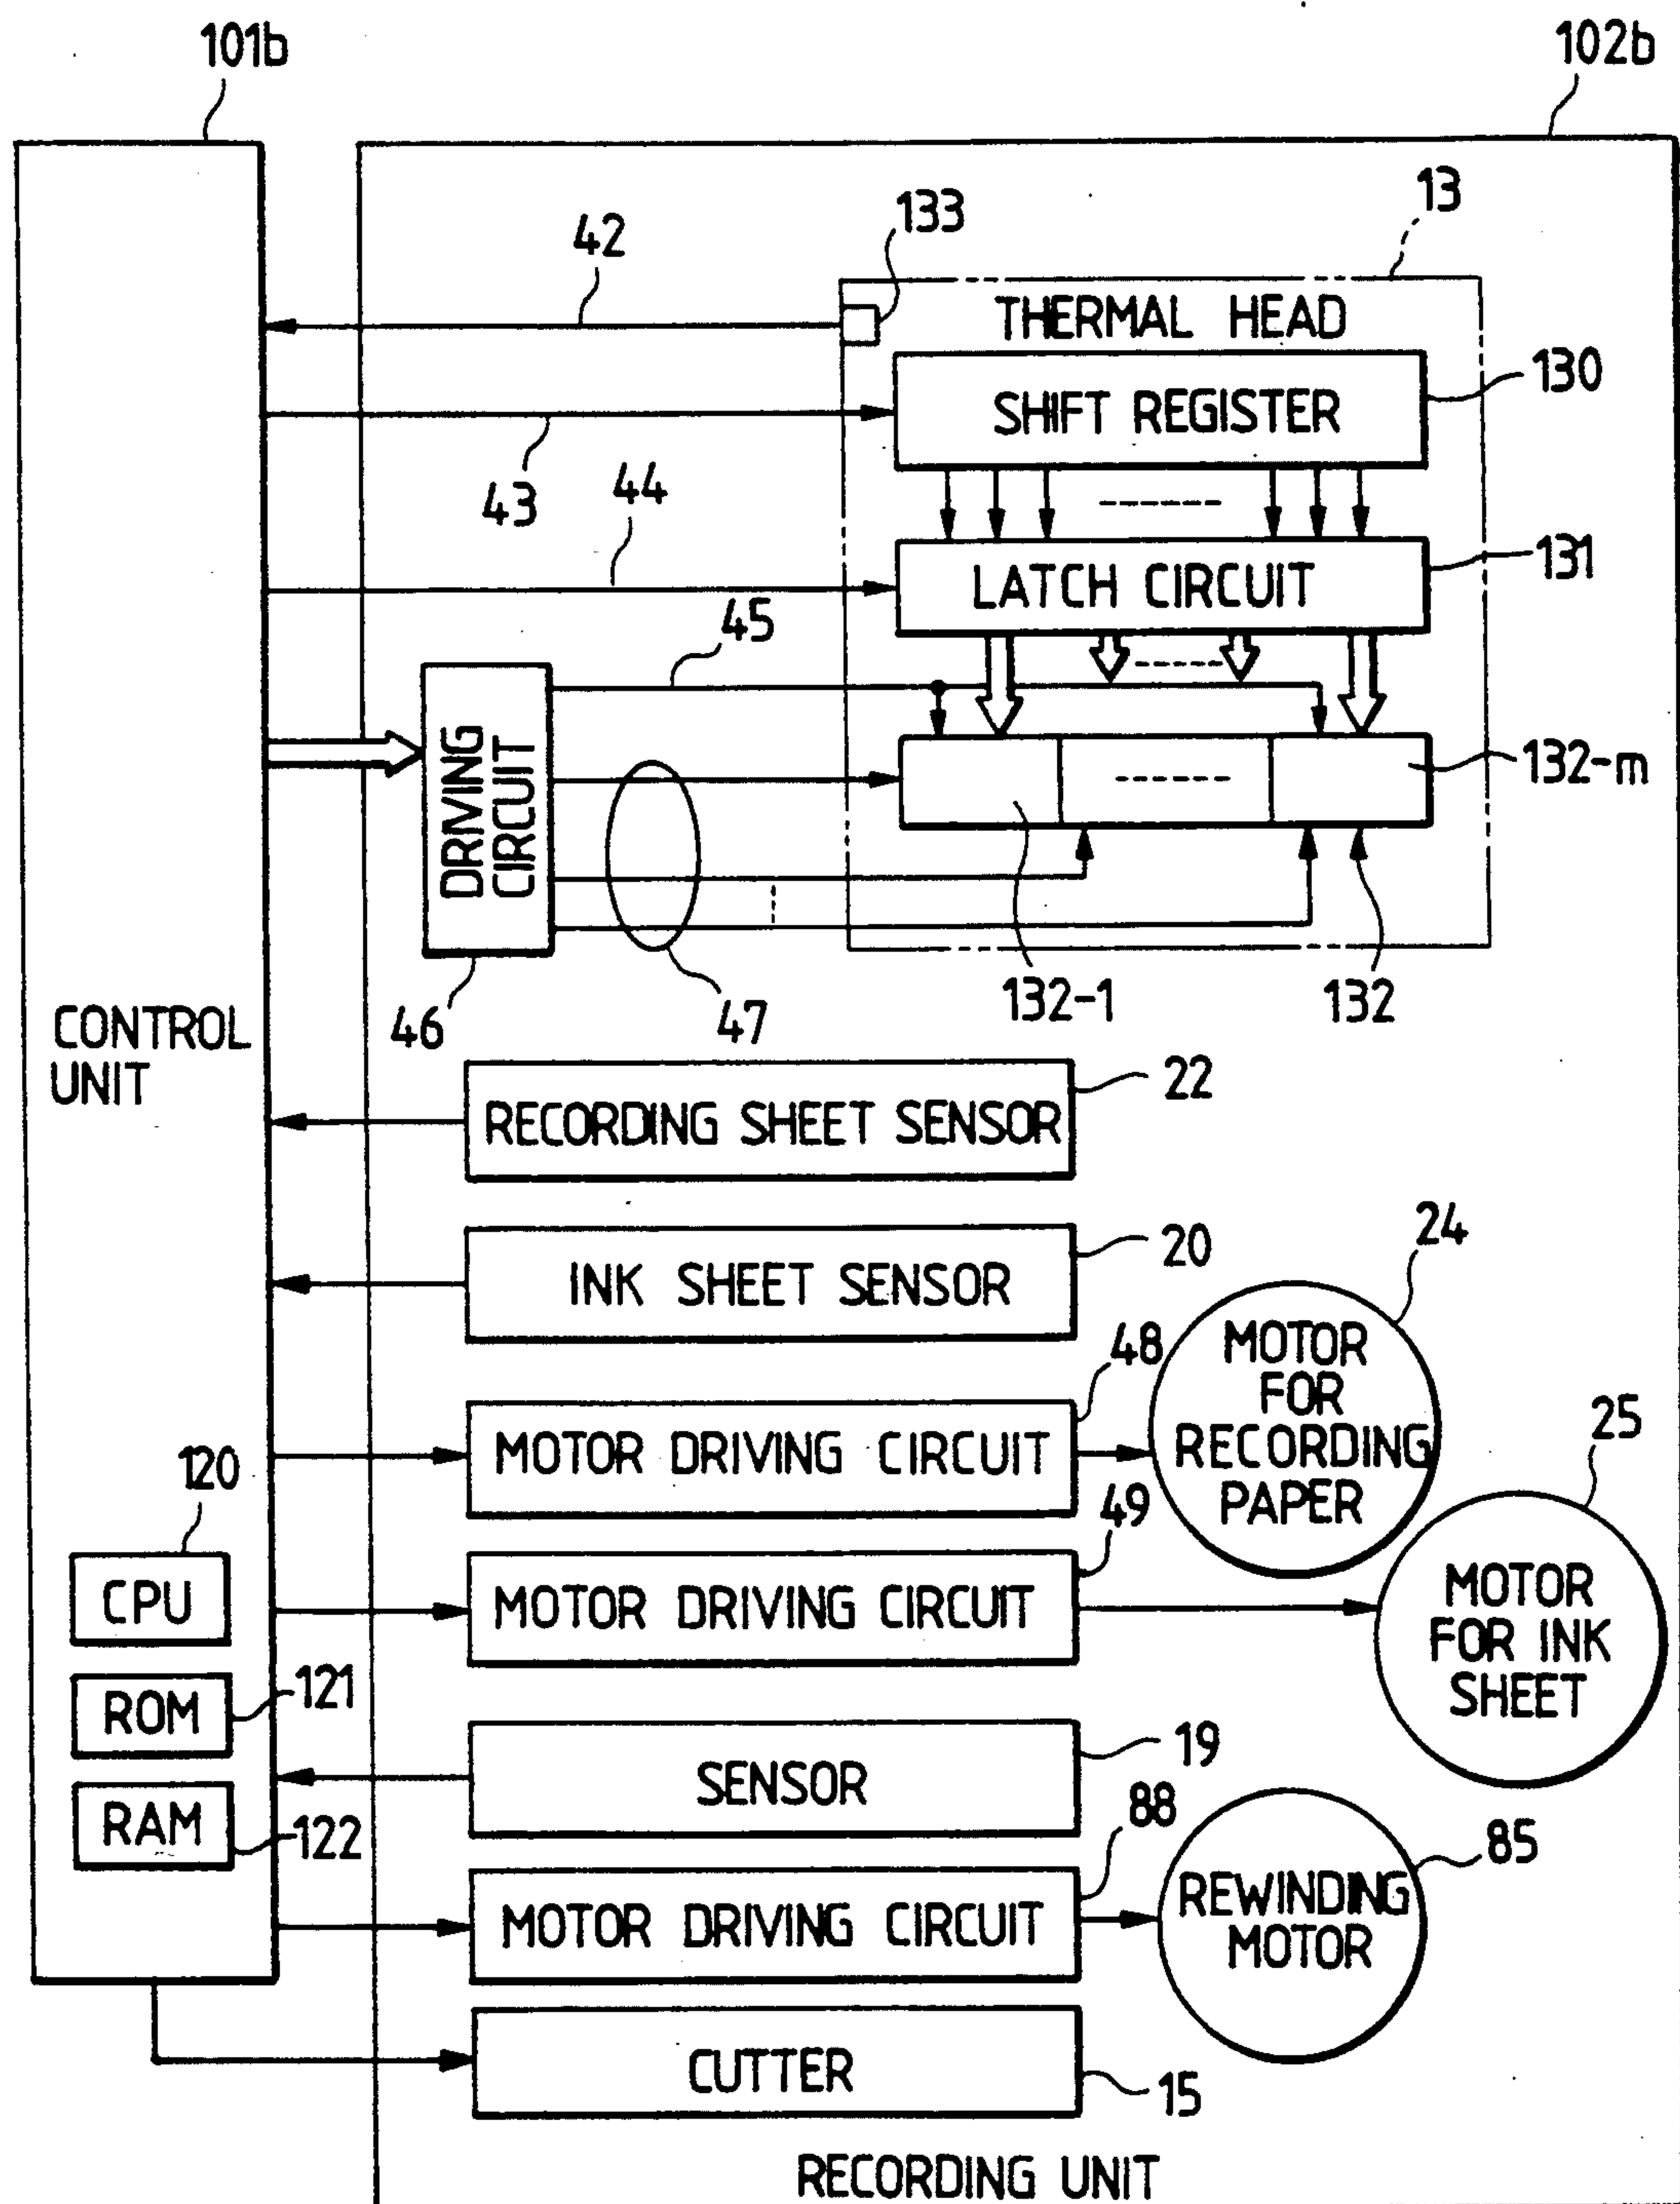 101b
102b
133
13
42
THERMAL HEAD
130
SHIFT REGISTER
43
44
131
LATCH CIRCUIT
45
DRIVING
CIRCUIT
132-m
46
47
132-1
132
CONTROL
UNIT
22
RECORDING SHEET SENSOR
20
INK SHEET SENSOR
24
48
MOTOR
FOR
RECORDING
PAPER
25
MOTOR DRIVING CIRCUIT
120
49
CPU
MOTOR DRIVING CIRCUIT
MOTOR
FOR INK
SHEET
121
ROM
19
SENSOR
RAM
122
88
85
MOTOR DRIVING CIRCUIT
REWINDING
MOTOR
CUTTER
15
RECORDING UNIT